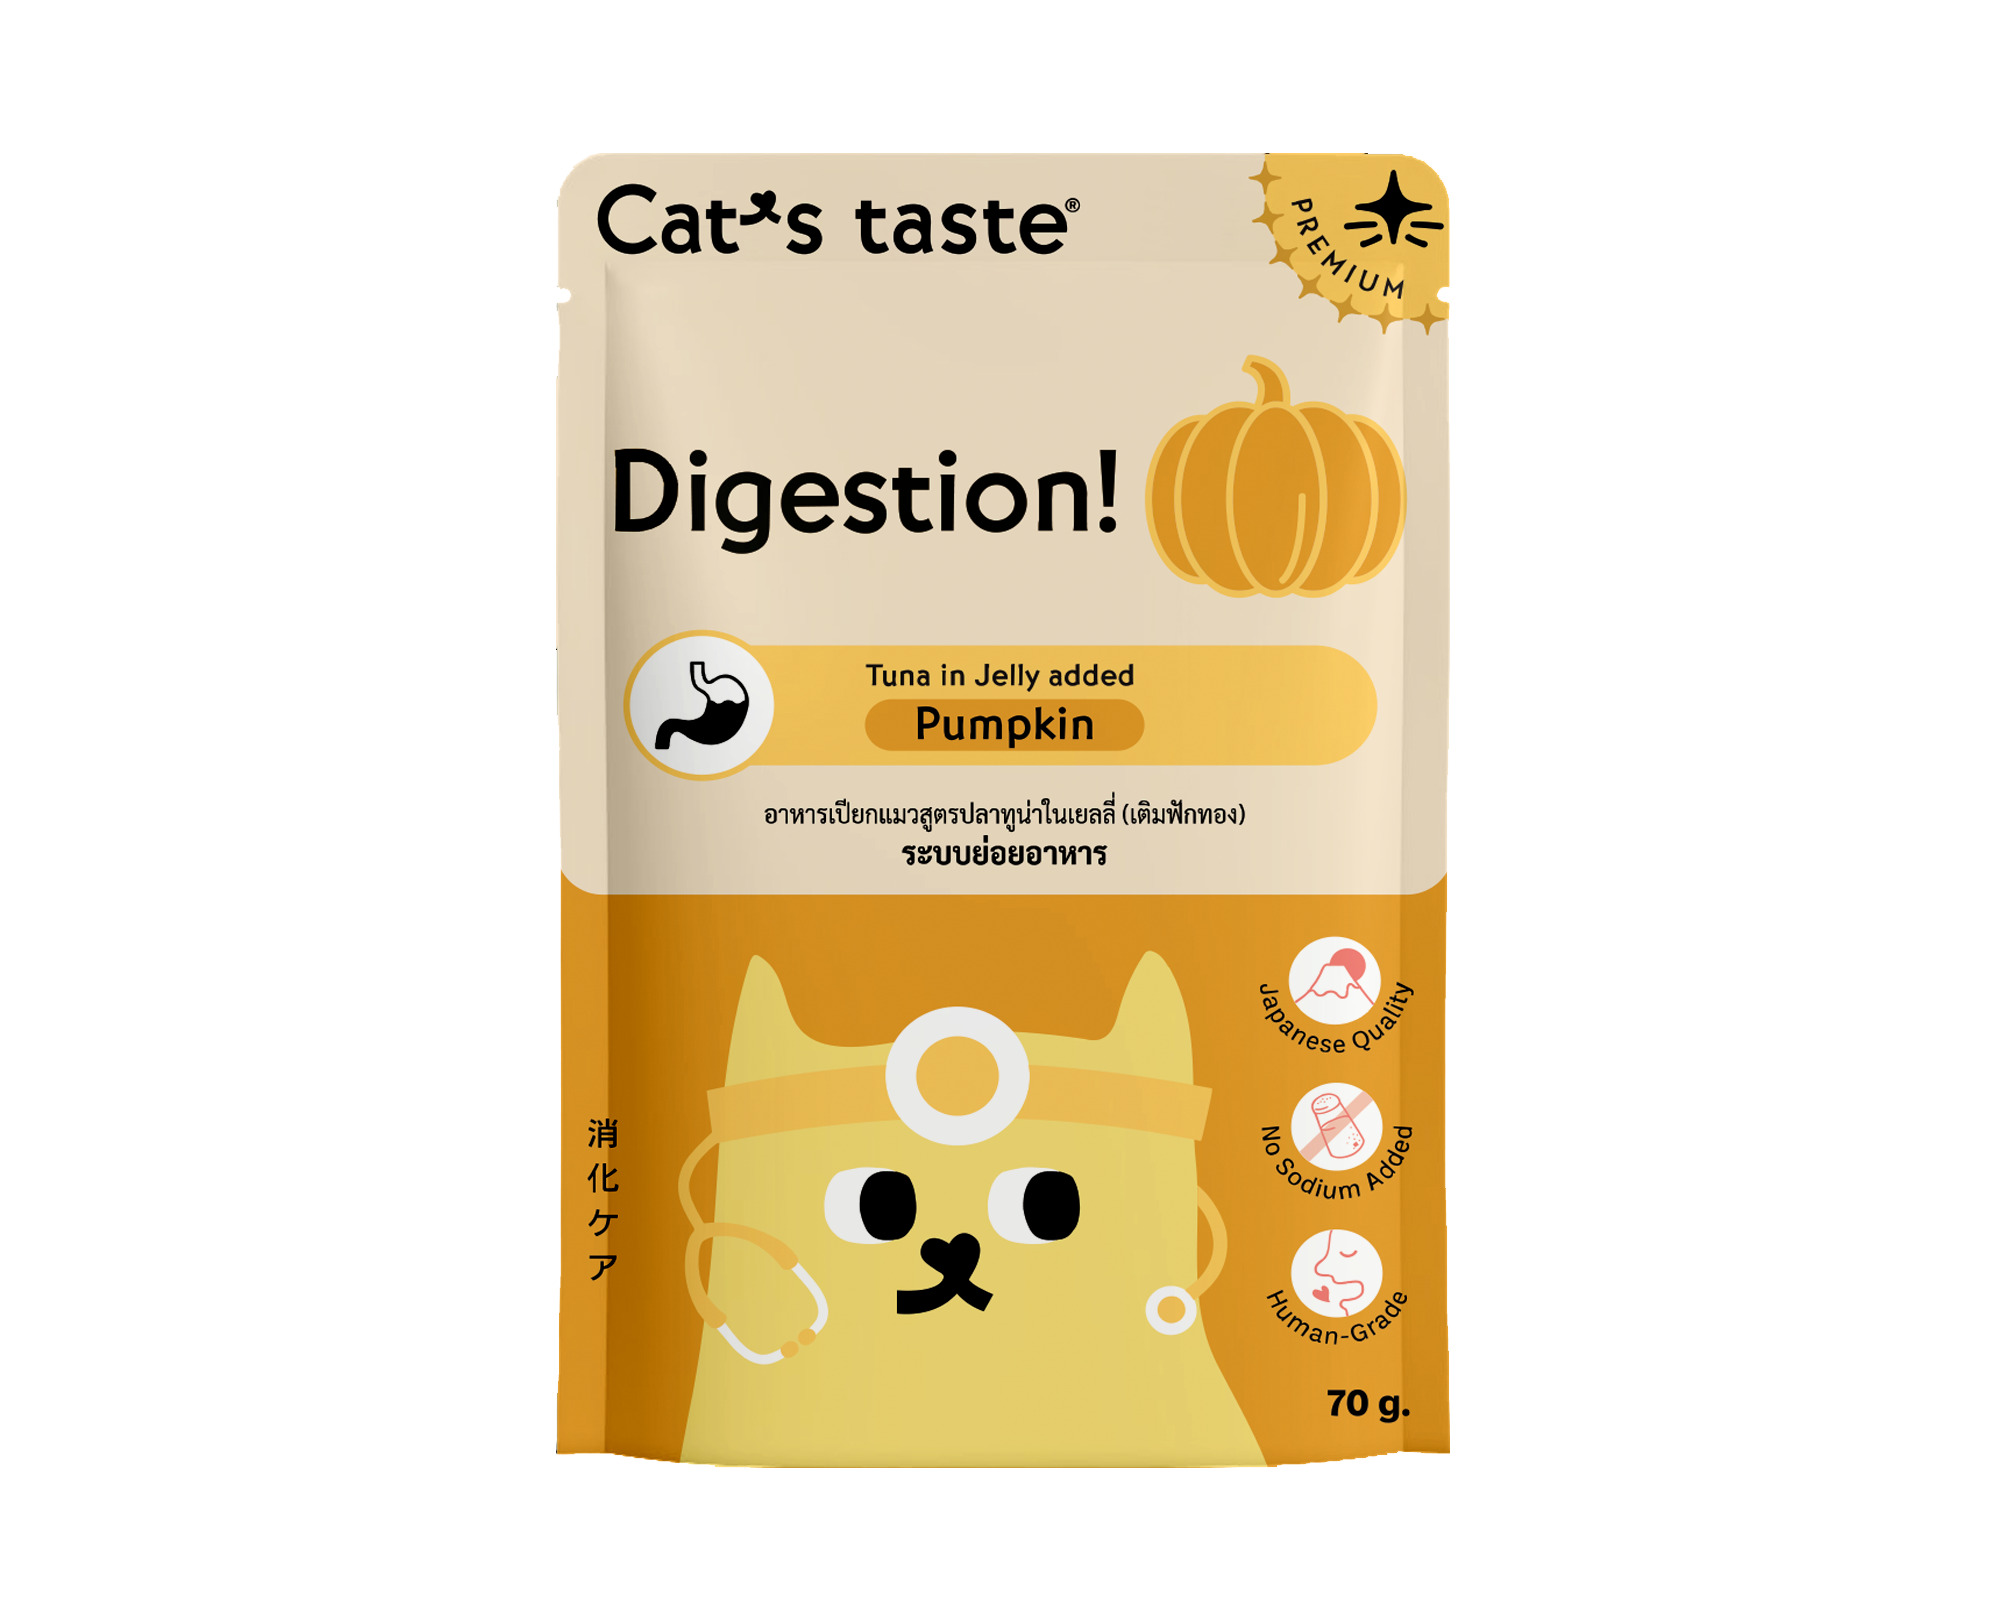 Cat's taste®
PREMIUM
Digestion!
Tuna in Jelly added
Pumpkin
อาหารเปียกแมวสูตรปลาทูน่าในเยลลี่ (เติมฟักทอง)
ระบบย่อยอาหาร
消化ケア
Japanese Quality
No Sodium Added
Human-Grade
70 g.